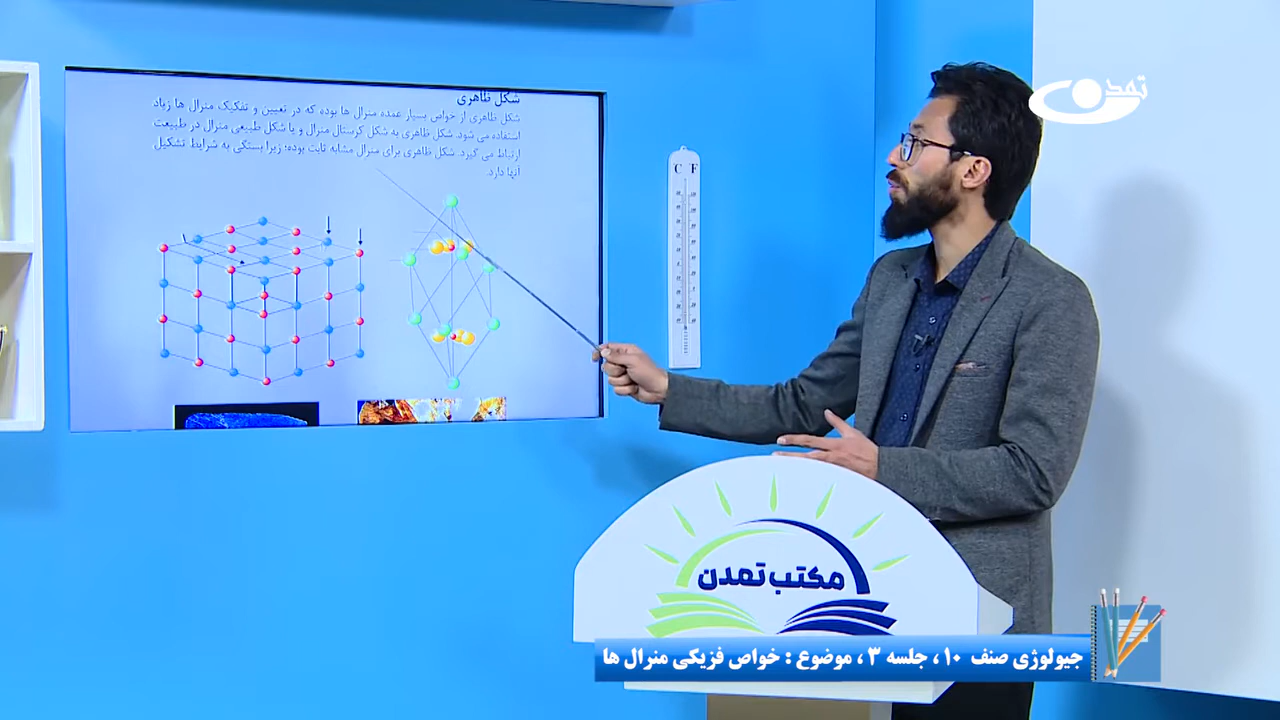 تمدن
شکل ظاهری
شکل ظاهری از خواص بسیار عمده منرال ها بوده که در تعیین و تفکیک منرال ها زیاد
استفاده می شود. شکل ظاهری به شکل کرستال منرال و یا شکل طبیعی منرال در طبیعت
ارتباط می گیرد. شکل ظاهری برای منرال مشابه ثابت بوده؛ زیرا بستگی به شرایط تشکیل
آنها دارد.
C F
مکتب تمدن
جیولوژی صنف ۱۰ ، جلسه ۳ ، موضوع : خواص فزیکی منرال ها